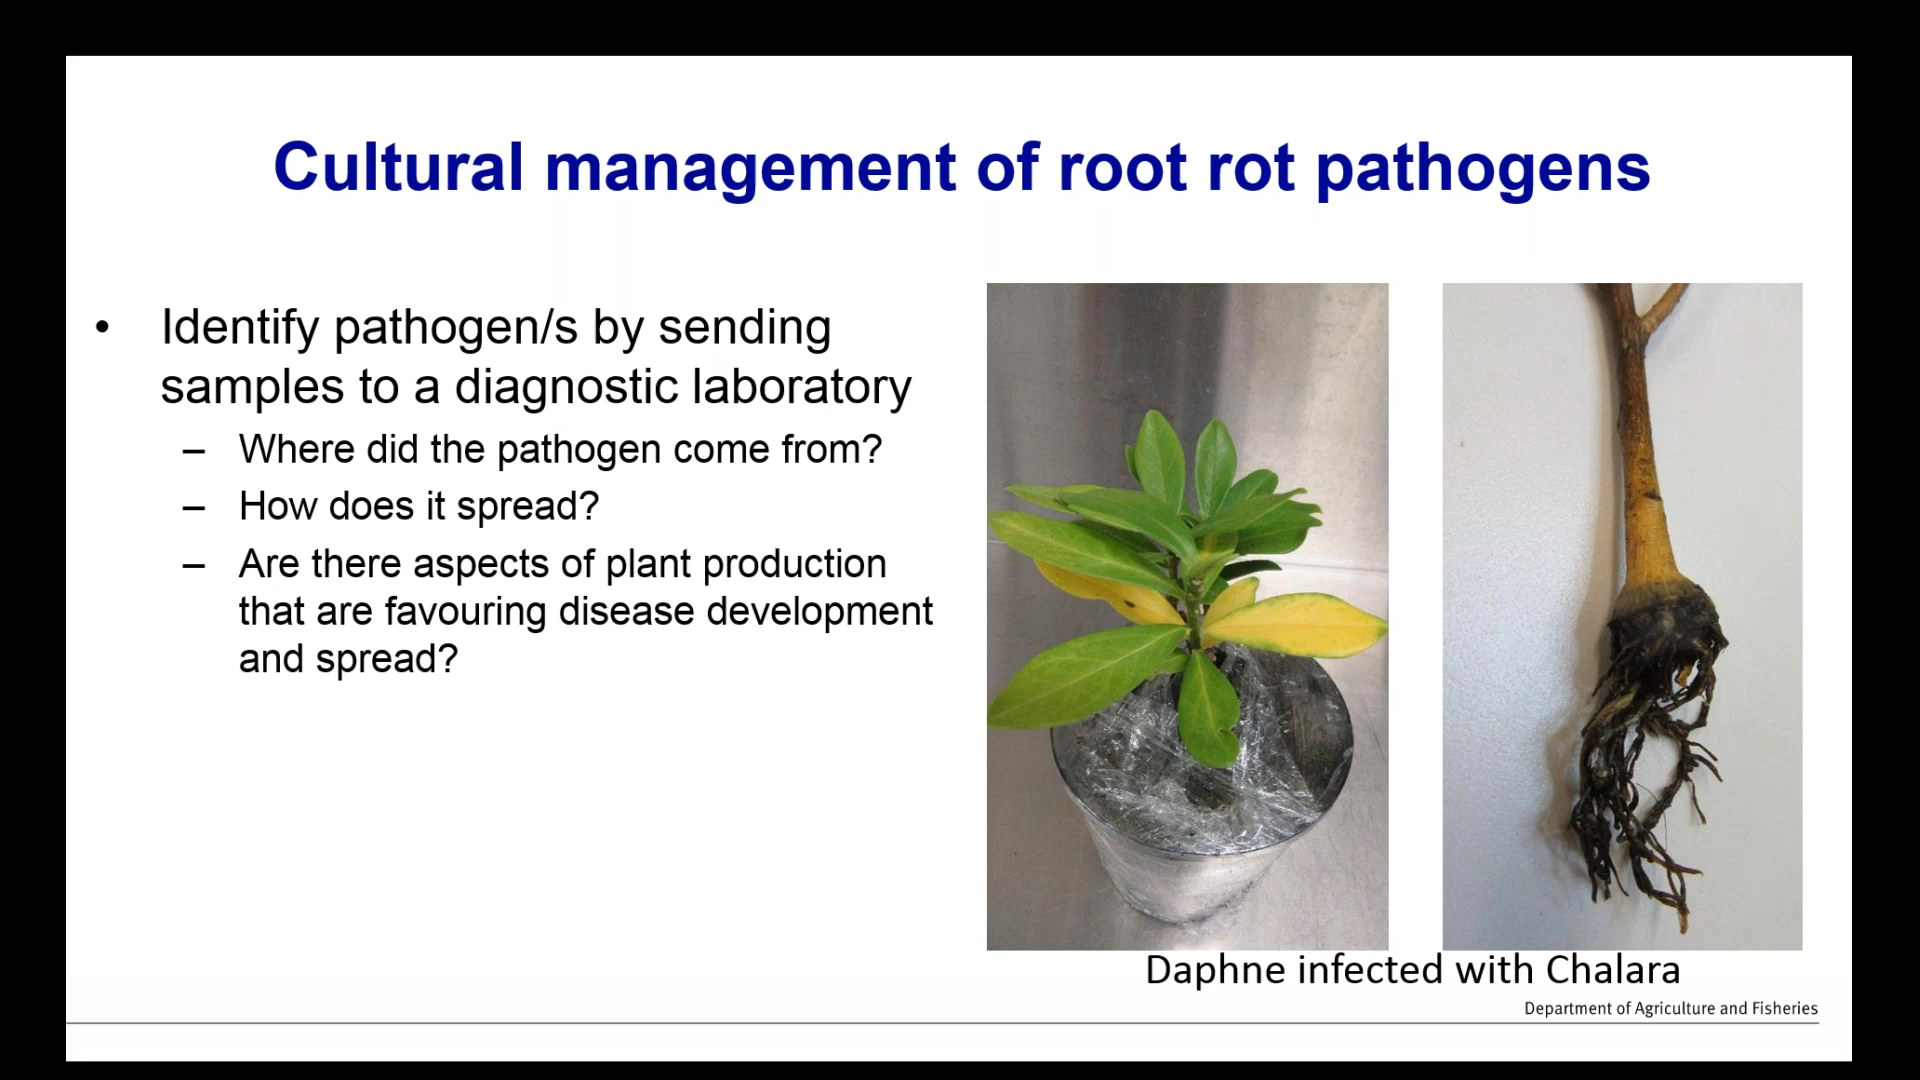 Cultural management of root rot pathogens
• Identify pathogen/s by sending
samples to a diagnostic laboratory
– Where did the pathogen come from?
– How does it spread?
– Are there aspects of plant production
that are favouring disease development
and spread?
Daphne infected with Chalara
Department of Agriculture and Fisheries